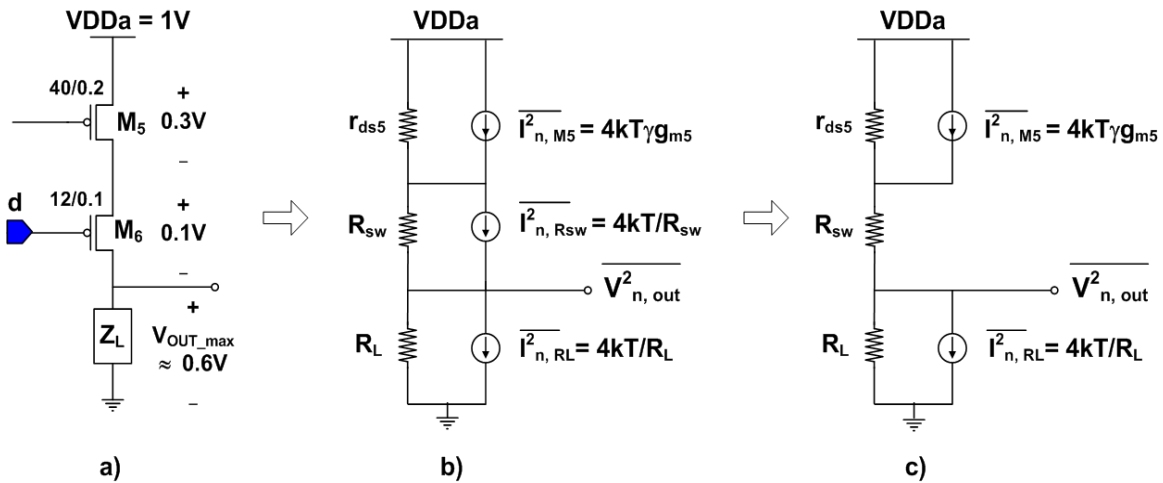 VDDa = 1V
40/0.2
M5
+
0.3V
–
d
12/0.1
M6
+
0.1V
–
ZL
+
VOUT_max
≈ 0.6V
–
a)
VDDa
rds5
I²n, M5 = 4kTγgm5
Rsw
I²n, Rsw = 4kT/Rsw
V²n, out
RL
I²n, RL = 4kT/RL
b)
VDDa
rds5
I²n, M5 = 4kTγgm5
Rsw
V²n, out
RL
I²n, RL = 4kT/RL
c)